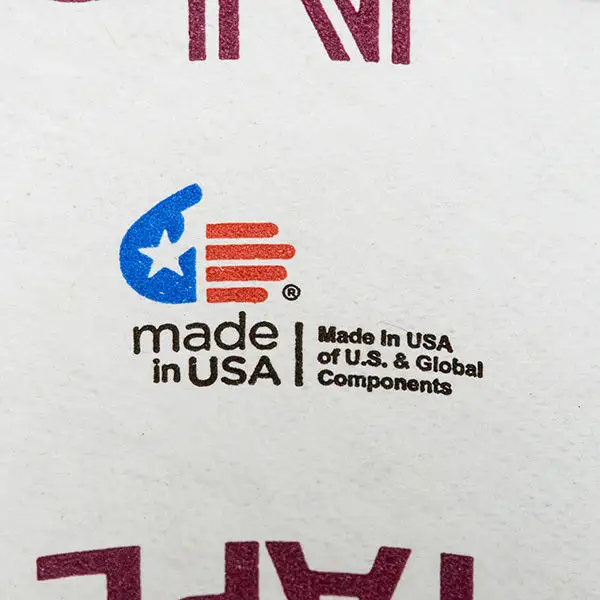 made
in USA
®
Made in USA
of U.S. & Global
Components